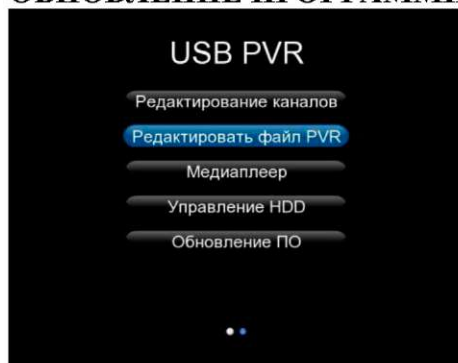 USB PVR
Редактирование каналов
Редактировать файл PVR
Медиаплеер
Управление HDD
Обновление ПО